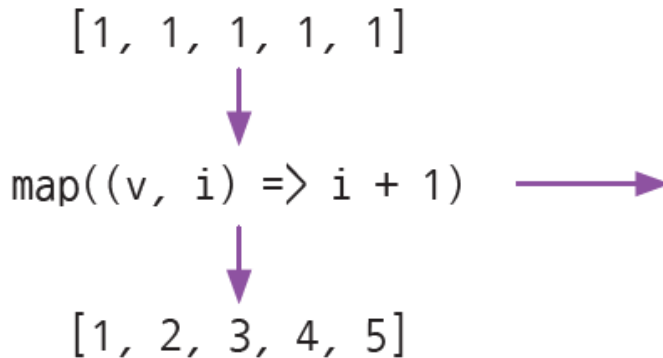 [1, 1, 1, 1, 1]
map((v, i) => i + 1)
[1, 2, 3, 4, 5]